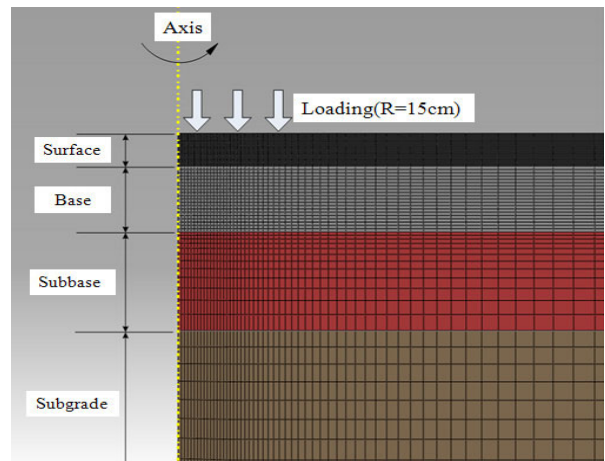 Axis
Loading(R=15cm)
Surface
Base
Subbase
Subgrade